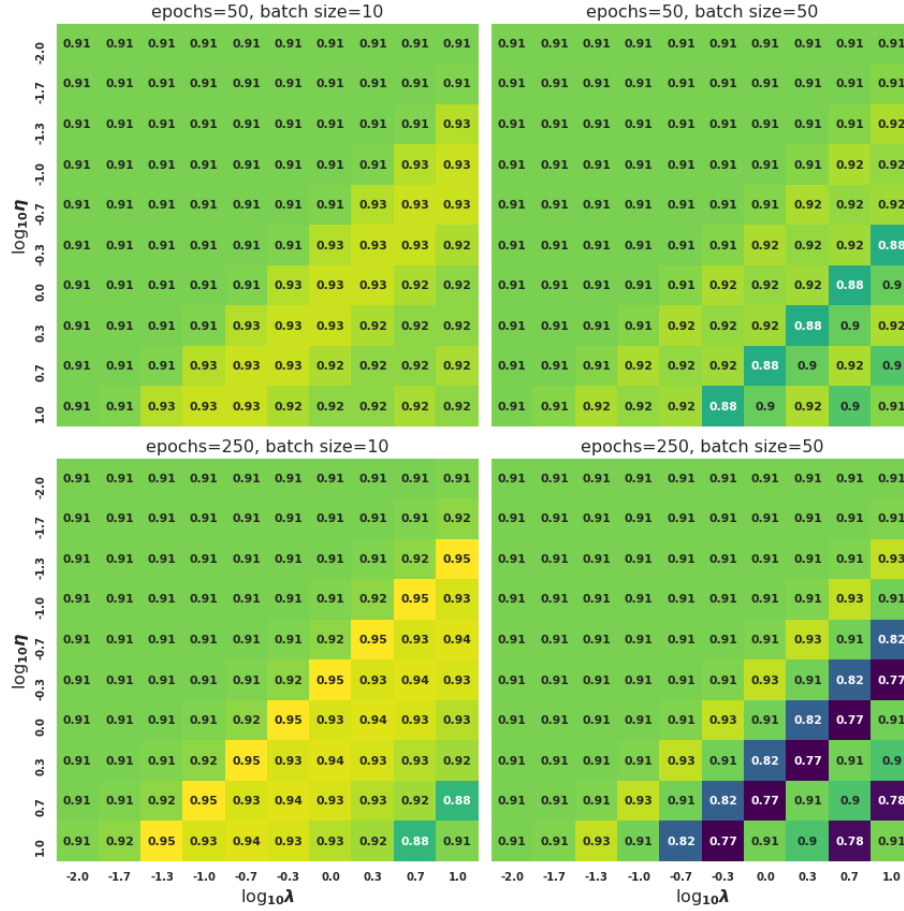 epochs=50, batch size=10
-2.0 0.91 0.91 0.91 0.91 0.91 0.91 0.91 0.91 0.91 0.91
-1.7 0.91 0.91 0.91 0.91 0.91 0.91 0.91 0.91 0.91 0.91
-1.3 0.91 0.91 0.91 0.91 0.91 0.91 0.91 0.91 0.91 0.93
-1.0 0.91 0.91 0.91 0.91 0.91 0.91 0.91 0.91 0.93 0.93
-0.7 0.91 0.91 0.91 0.91 0.91 0.91 0.91 0.93 0.93 0.93
-0.3 0.91 0.91 0.91 0.91 0.91 0.91 0.93 0.93 0.93 0.92
0.0 0.91 0.91 0.91 0.91 0.91 0.93 0.93 0.93 0.92 0.92
0.3 0.91 0.91 0.91 0.91 0.93 0.93 0.93 0.92 0.92 0.92
0.7 0.91 0.91 0.91 0.93 0.93 0.93 0.92 0.92 0.92 0.92
1.0 0.91 0.91 0.93 0.93 0.93 0.92 0.92 0.92 0.92 0.92
log10η
epochs=50, batch size=50
0.91 0.91 0.91 0.91 0.91 0.91 0.91 0.91 0.91 0.91
0.91 0.91 0.91 0.91 0.91 0.91 0.91 0.91 0.91 0.91
0.91 0.91 0.91 0.91 0.91 0.91 0.91 0.91 0.91 0.92
0.91 0.91 0.91 0.91 0.91 0.91 0.91 0.91 0.92 0.92
0.91 0.91 0.91 0.91 0.91 0.91 0.91 0.92 0.92 0.92
0.91 0.91 0.91 0.91 0.91 0.91 0.92 0.92 0.92 0.88
0.91 0.91 0.91 0.91 0.91 0.92 0.92 0.92 0.88 0.9
0.91 0.91 0.91 0.91 0.92 0.92 0.92 0.88 0.9 0.92
0.91 0.91 0.91 0.92 0.92 0.92 0.88 0.9 0.92 0.9
0.91 0.91 0.92 0.92 0.92 0.88 0.9 0.92 0.9 0.91
epochs=250, batch size=10
-2.0 0.91 0.91 0.91 0.91 0.91 0.91 0.91 0.91 0.91 0.91
-1.7 0.91 0.91 0.91 0.91 0.91 0.91 0.91 0.91 0.91 0.92
-1.3 0.91 0.91 0.91 0.91 0.91 0.91 0.91 0.91 0.92 0.95
-1.0 0.91 0.91 0.91 0.91 0.91 0.91 0.91 0.92 0.95 0.93
-0.7 0.91 0.91 0.91 0.91 0.91 0.91 0.92 0.95 0.93 0.94
-0.3 0.91 0.91 0.91 0.91 0.91 0.92 0.95 0.93 0.94 0.93
0.0 0.91 0.91 0.91 0.91 0.92 0.95 0.93 0.94 0.93 0.93
0.3 0.91 0.91 0.91 0.92 0.95 0.93 0.94 0.93 0.93 0.92
0.7 0.91 0.91 0.92 0.95 0.93 0.94 0.93 0.93 0.92 0.88
1.0 0.91 0.92 0.95 0.93 0.94 0.93 0.93 0.92 0.88 0.91
log10η
-2.0 -1.7 -1.3 -1.0 -0.7 -0.3 0.0 0.3 0.7 1.0
log10λ
epochs=250, batch size=50
0.91 0.91 0.91 0.91 0.91 0.91 0.91 0.91 0.91 0.91
0.91 0.91 0.91 0.91 0.91 0.91 0.91 0.91 0.91 0.91
0.91 0.91 0.91 0.91 0.91 0.91 0.91 0.91 0.91 0.93
0.91 0.91 0.91 0.91 0.91 0.91 0.91 0.91 0.93 0.91
0.91 0.91 0.91 0.91 0.91 0.91 0.91 0.93 0.91 0.82
0.91 0.91 0.91 0.91 0.91 0.91 0.93 0.91 0.82 0.77
0.91 0.91 0.91 0.91 0.91 0.93 0.91 0.82 0.77 0.91
0.91 0.91 0.91 0.91 0.93 0.91 0.82 0.77 0.91 0.9
0.91 0.91 0.91 0.93 0.91 0.82 0.77 0.91 0.9 0.78
0.91 0.91 0.93 0.91 0.82 0.77 0.91 0.9 0.78 0.91
-2.0 -1.7 -1.3 -1.0 -0.7 -0.3 0.0 0.3 0.7 1.0
log10λ